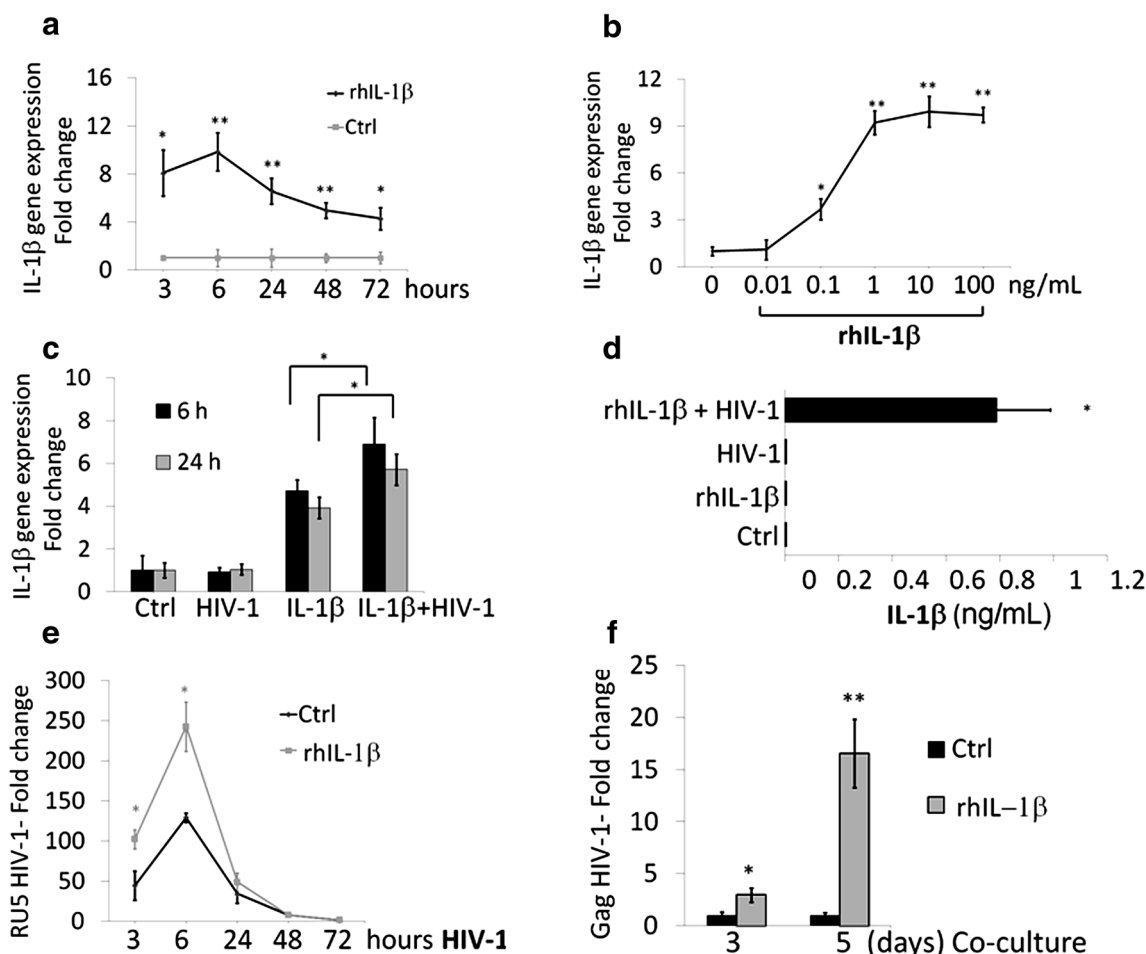 a
IL-1β gene expression
Fold change
16
12
8
4
0
* ** ** ** *
rhIL-1β
Ctrl
3 6 24 48 72 hours
b
IL-1β gene expression
Fold change
12
9
6
3
0
* ** ** **
0 0.01 0.1 1 10 100 ng/mL
rhIL-1β
c
IL-1β gene expression
Fold change
10
8
6
4
2
0
6 h
24 h
*
*
Ctrl HIV-1 IL-1β IL-1β+HIV-1
d
rhIL-1β + HIV-1
*
HIV-1
rhIL-1β
Ctrl
0 0.2 0.4 0.6 0.8 1 1.2
IL-1β (ng/mL)
e
RU5 HIV-1- Fold change
300
250
200
150
100
50
0
* *
Ctrl
rhIL-1β
3 6 24 48 72 hours HIV-1
f
Gag HIV-1- Fold change
25
20
15
10
5
0
* **
Ctrl
rhIL–1β
3 5 (days) Co-culture